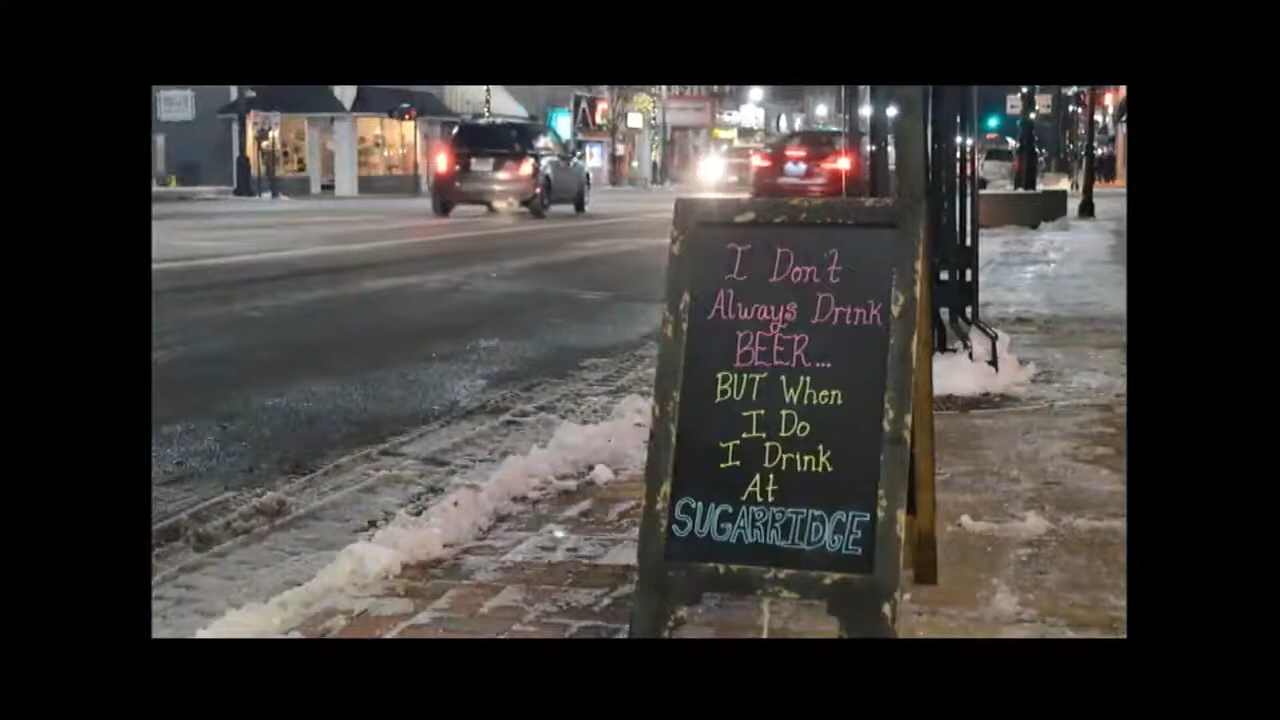 I Don't
Always Drink
BEER...
BUT When
I Do
I Drink
At
SUGARRIDGE